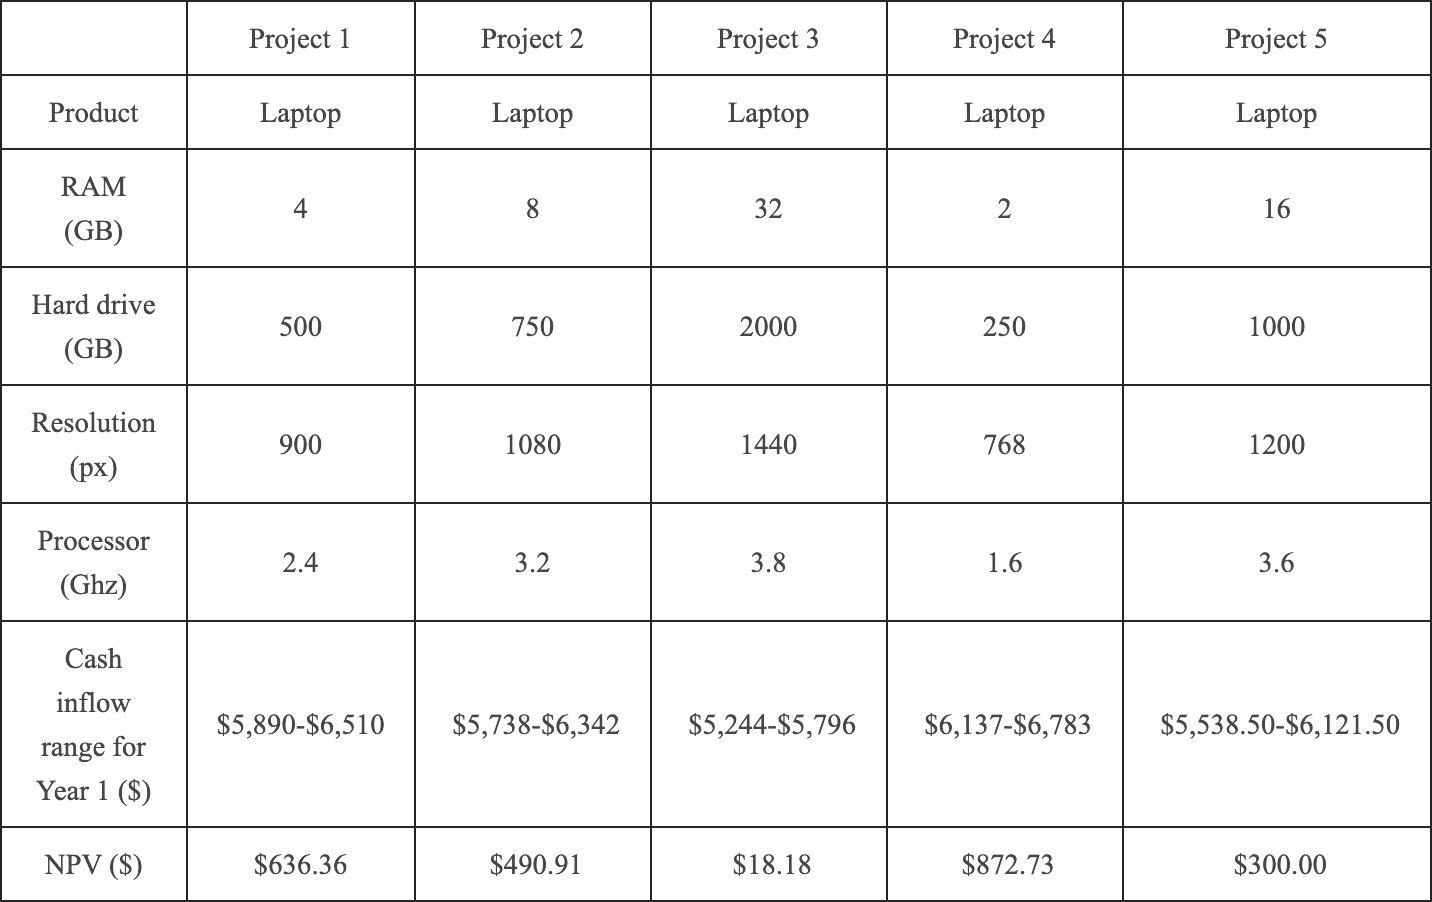 Project 1 Project 2 Project 3 Project 4 Project 5
Product Laptop Laptop Laptop Laptop Laptop
RAM
(GB) 4 8 32 2 16
Hard drive
(GB) 500 750 2000 250 1000
Resolution
(px) 900 1080 1440 768 1200
Processor
(Ghz) 2.4 3.2 3.8 1.6 3.6
Cash
inflow
range for
Year 1 ($) $5,890-$6,510 $5,738-$6,342 $5,244-$5,796 $6,137-$6,783 $5,538.50-$6,121.50
NPV ($) $636.36 $490.91 $18.18 $872.73 $300.00